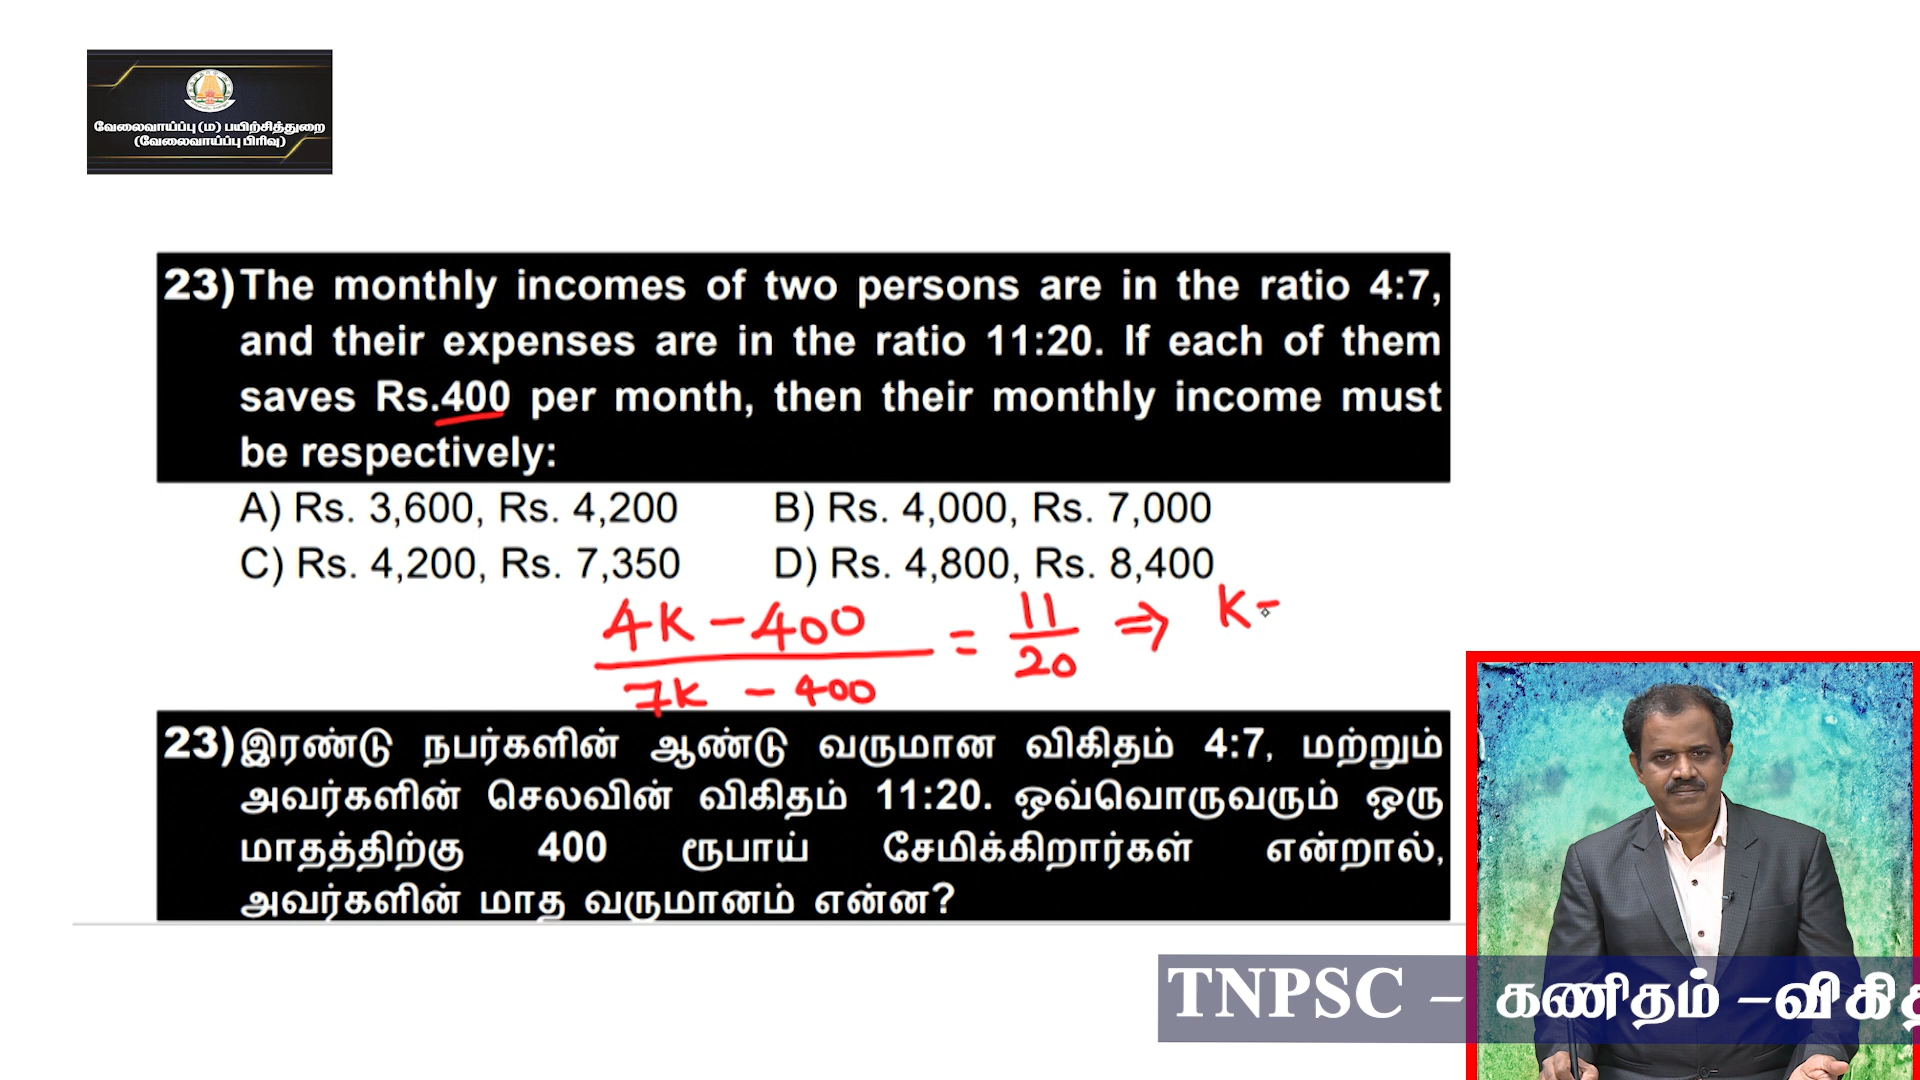 வேலைவாய்ப்பு (ம) பயிற்சித்துறை
(வேலைவாய்ப்பு பிரிவு)
23) The monthly incomes of two persons are in the ratio 4:7,
and their expenses are in the ratio 11:20. If each of them
saves Rs.400 per month, then their monthly income must
be respectively:
A) Rs. 3,600, Rs. 4,200 B) Rs. 4,000, Rs. 7,000
C) Rs. 4,200, Rs. 7,350 D) Rs. 4,800, Rs. 8,400
4K - 400 11 K =
= ⇒
7K - 400 20
23) இரண்டு நபர்களின் ஆண்டு வருமான விகிதம் 4:7, மற்றும்
அவர்களின் செலவின் விகிதம் 11:20. ஒவ்வொருவரும் ஒரு
மாதத்திற்கு 400 ரூபாய் சேமிக்கிறார்கள் என்றால்,
அவர்களின் மாத வருமானம் என்ன?
TNPSC – கணிதம் –விகித